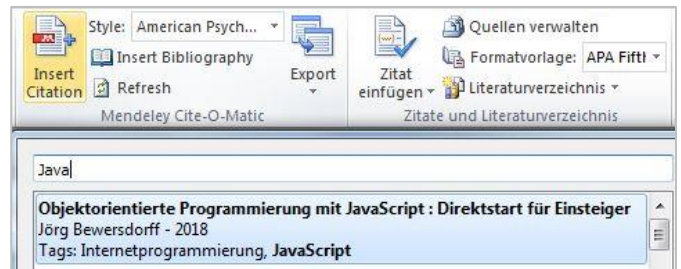 Style: American Psych...
Insert Bibliography
Refresh
Insert
Citation
Export
Mendeley Cite-O-Matic
Zitat
einfügen
Quellen verwalten
Formatvorlage: APA Fifth
Literaturverzeichnis
Zitate und Literaturverzeichnis
Java
Objektorientierte Programmierung mit JavaScript : Direktstart für Einsteiger
Jörg Bewersdorff - 2018
Tags: Internetprogrammierung, JavaScript